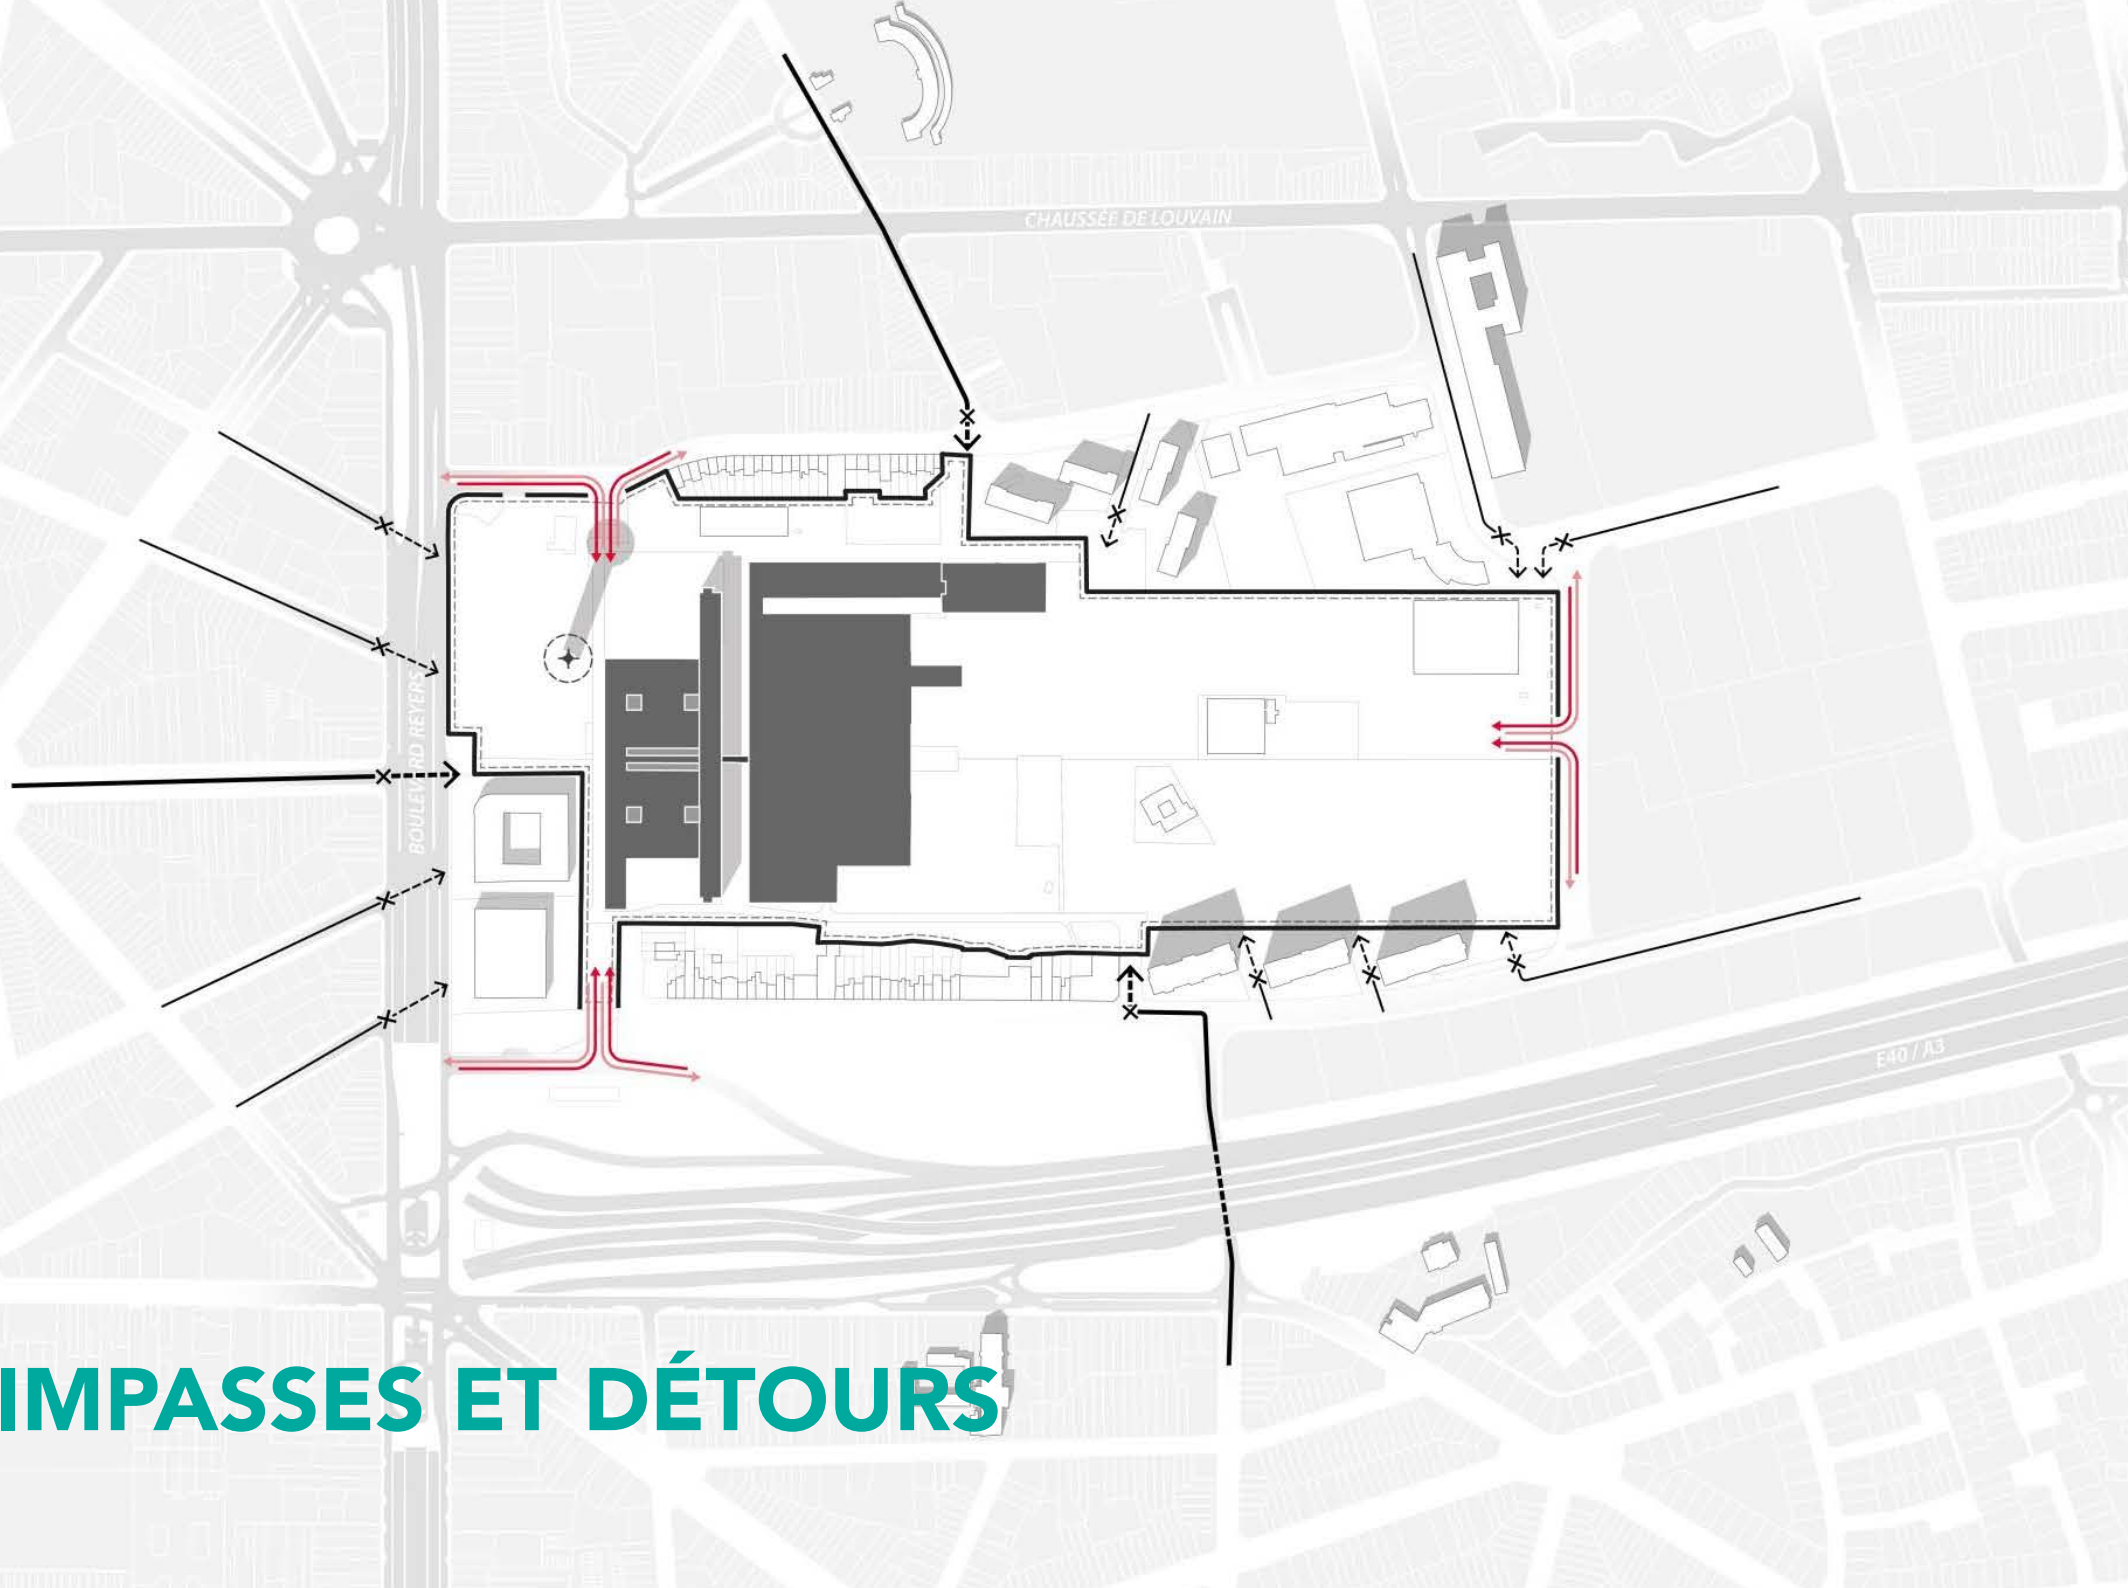 CHAUSSÉE DE LOUVAIN
BOULEVARD REYERS
E40 / A3
IMPASSES ET DÉTOURS